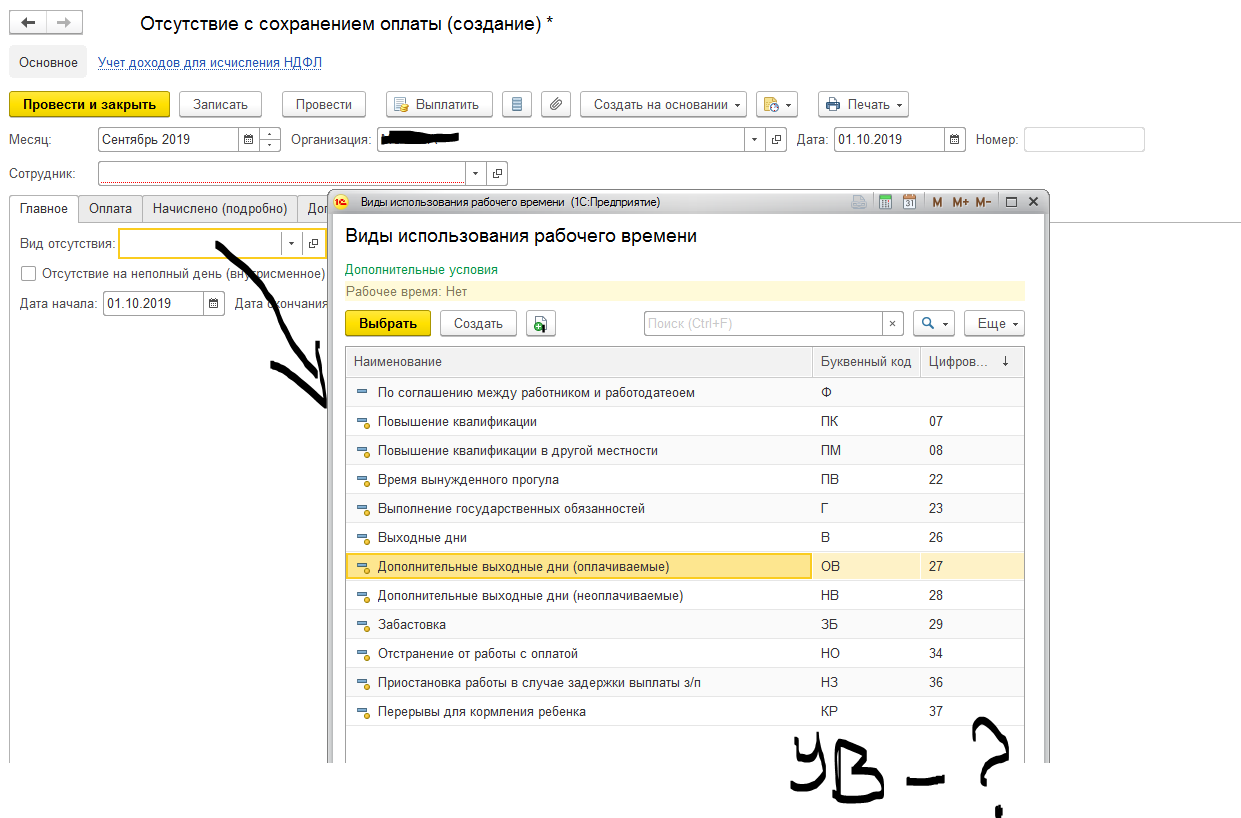 Отсутствие с сохранением оплаты (создание) *
Основное Учет доходов для исчисления НДФЛ
Провести и закрыть Записать Провести Выплатить Создать на основании Печать
Месяц: Сентябрь 2019 Организация: Дата: 01.10.2019 Номер:
Сотрудник:
Главное Оплата Начислено (подробно) Доп
Вид отсутствия:
Отсутствие на неполный день (внутрисменное)
Дата начала: 01.10.2019 Дата окончания
Виды использования рабочего времени (1С:Предприятие) 31 M M+ M-
Виды использования рабочего времени
Дополнительные условия
Рабочее время: Нет
Выбрать Создать Поиск (Ctrl+F) × Еще
Наименование Буквенный код Цифров... ↓
По соглашению между работником и работодатеоем Ф
Повышение квалификации ПК 07
Повышение квалификации в другой местности ПМ 08
Время вынужденного прогула ПВ 22
Выполнение государственных обязанностей Г 23
Выходные дни В 26
Дополнительные выходные дни (оплачиваемые) ОВ 27
Дополнительные выходные дни (неоплачиваемые) НВ 28
Забастовка ЗБ 29
Отстранение от работы с оплатой НО 34
Приостановка работы в случае задержки выплаты з/п НЗ 36
Перерывы для кормления ребенка КР 37
УВ - ?